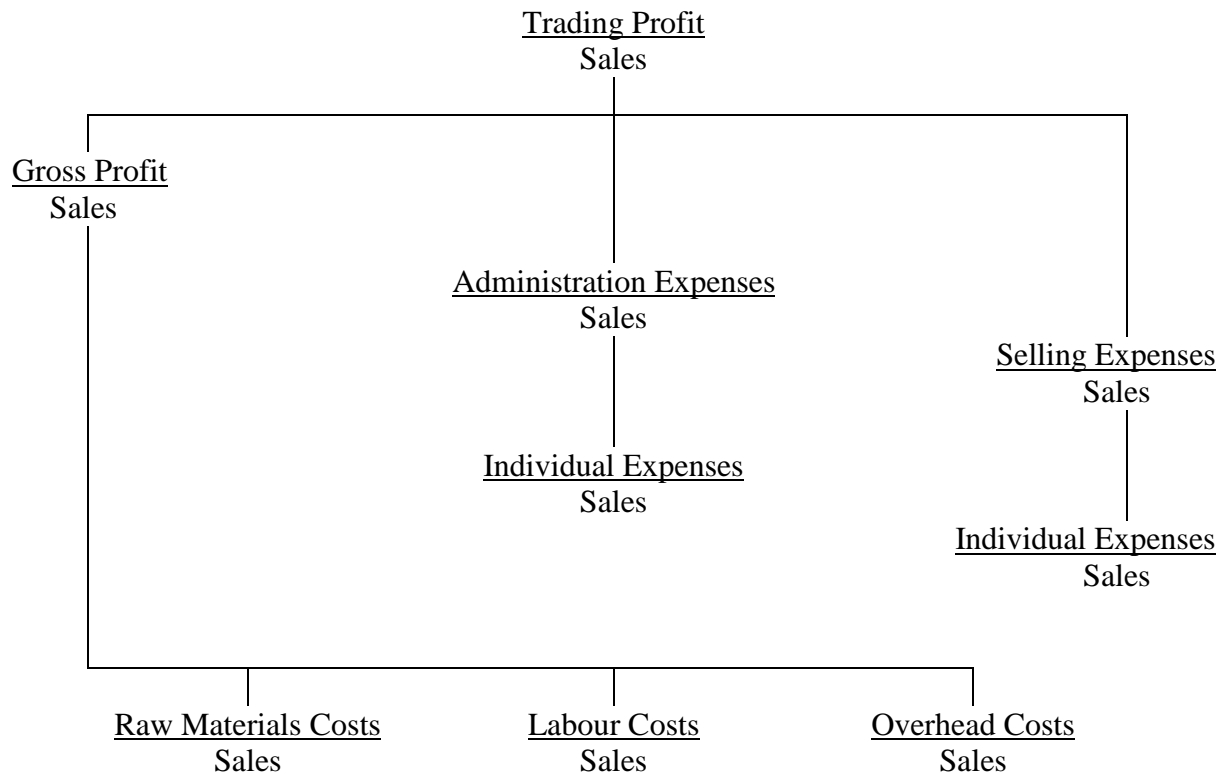 Trading Profit
Sales
Gross Profit
Sales
Administration Expenses
Sales
Selling Expenses
Sales
Individual Expenses
Sales
Individual Expenses
Sales
Raw Materials Costs
Sales
Labour Costs
Sales
Overhead Costs
Sales